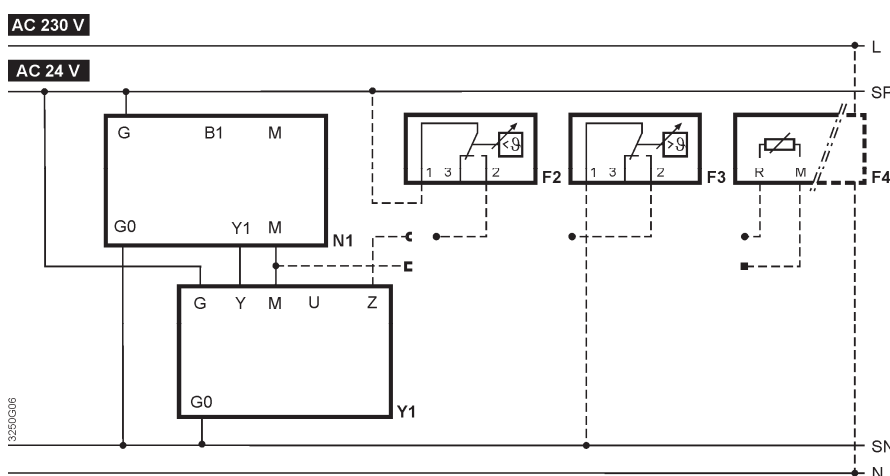 AC 230 V
L
AC 24 V
SP
G B1 M
<ϑ
>ϑ
1 3 2 F2
1 3 2 F3
R M F4
G0 Y1 M
N1
G Y M U Z
G0
Y1
3250G06
SN
N